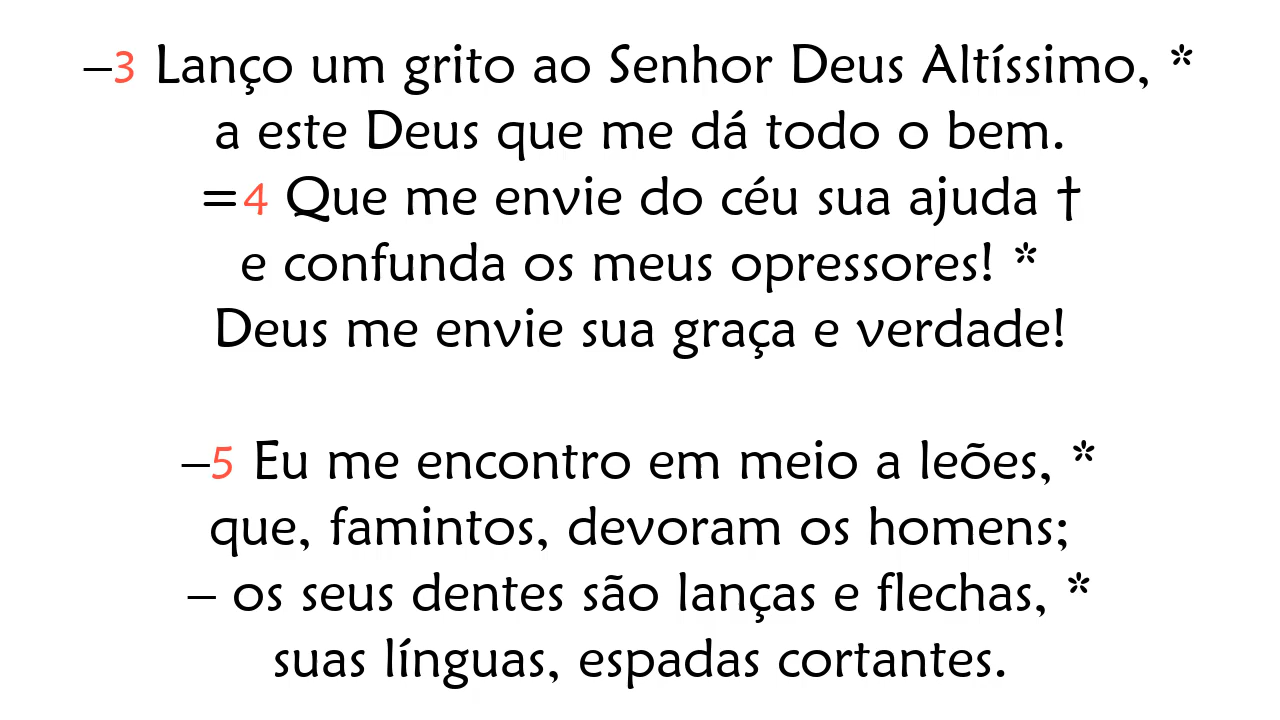 –3 Lanço um grito ao Senhor Deus Altíssimo, *
a este Deus que me dá todo o bem.
=4 Que me envie do céu sua ajuda †
e confunda os meus opressores! *
Deus me envie sua graça e verdade!
–5 Eu me encontro em meio a leões, *
que, famintos, devoram os homens;
– os seus dentes são lanças e flechas, *
suas línguas, espadas cortantes.